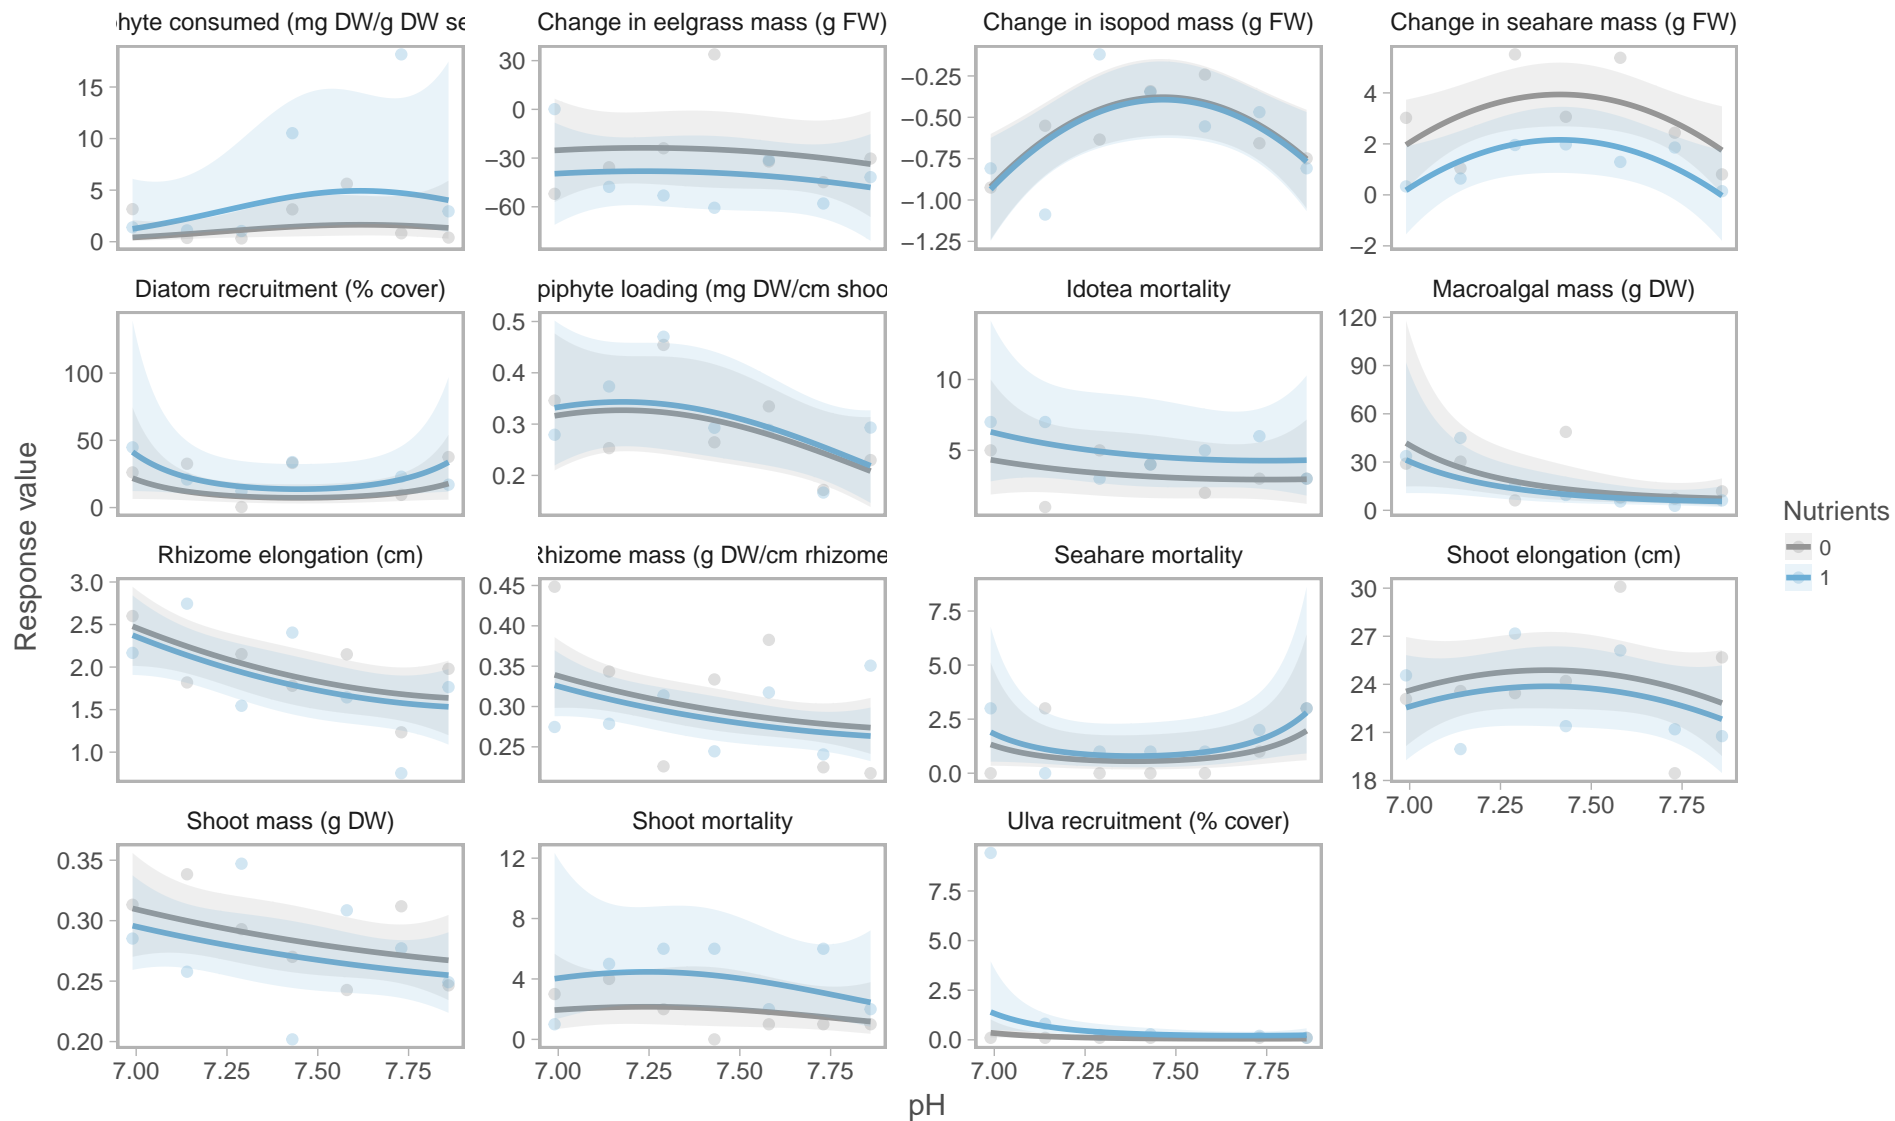 hyte consumed (mg DW/g DW se
Change in eelgrass mass (g FW)
Change in isopod mass (g FW)
Change in seahare mass (g FW)
15
10
5
0
30
0
−30
−60
−0.25
−0.50
−0.75
−1.00
−1.25
4
2
0
−2
Diatom recruitment (% cover)
piphyte loading (mg DW/cm shoo
Idotea mortality
Macroalgal mass (g DW)
100
50
0
0.5
0.4
0.3
0.2
10
5
120
90
60
30
0
Rhizome elongation (cm)
Rhizome mass (g DW/cm rhizome
Seahare mortality
Shoot elongation (cm)
3.0
2.5
2.0
1.5
1.0
0.45
0.40
0.35
0.30
0.25
7.5
5.0
2.5
0.0
30
27
24
21
18
7.00 7.25 7.50 7.75
Shoot mass (g DW)
Shoot mortality
Ulva recruitment (% cover)
0.35
0.30
0.25
0.20
12
8
4
0
7.5
5.0
2.5
0.0
7.00 7.25 7.50 7.75
7.00 7.25 7.50 7.75
7.00 7.25 7.50 7.75
pH
Response value
Nutrients
0
1